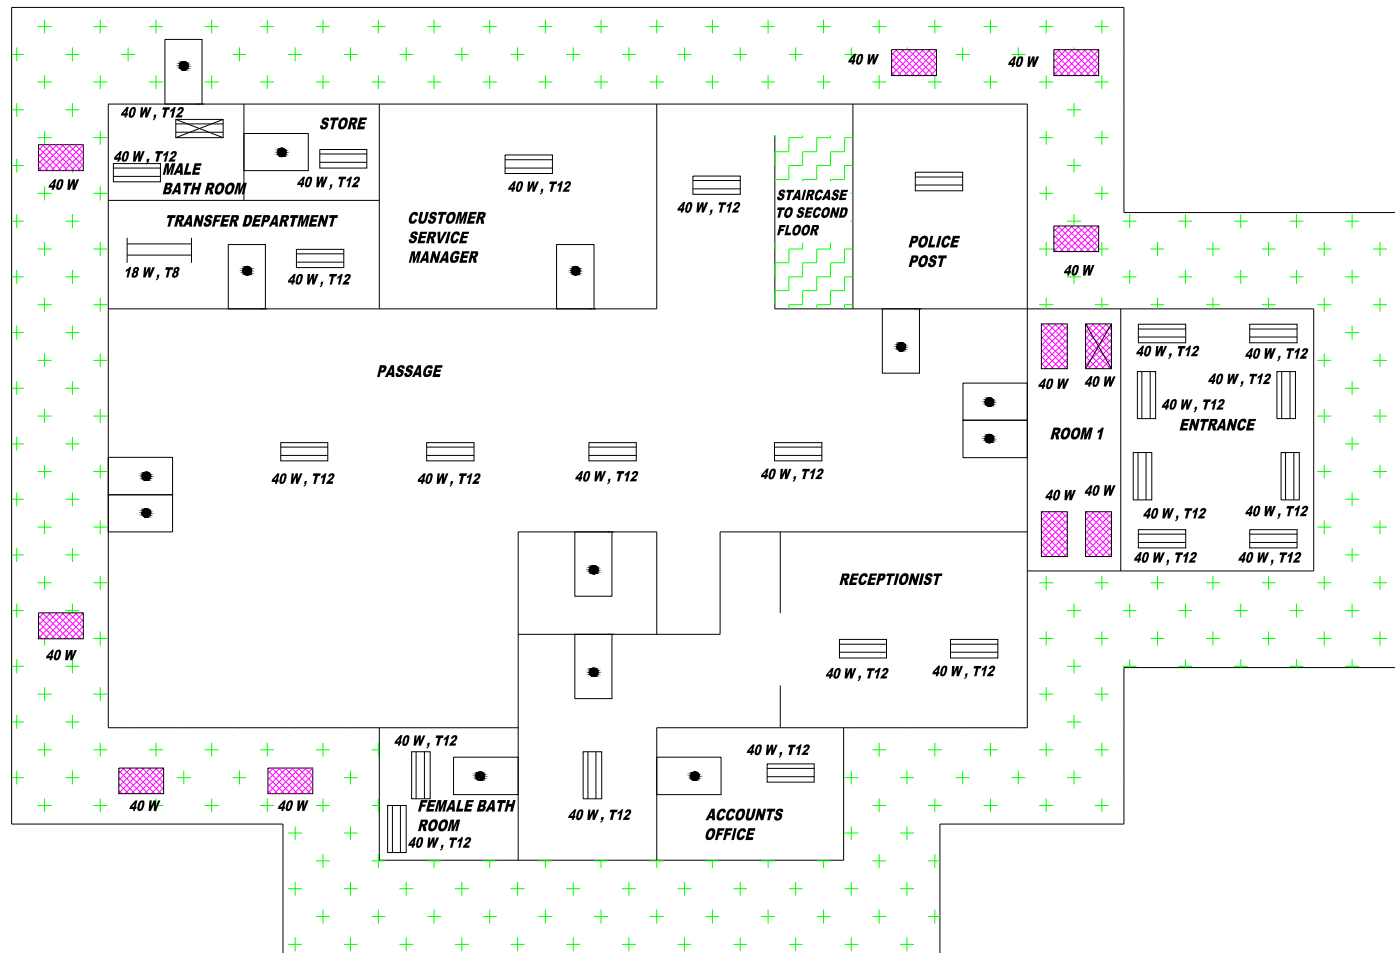 40 W
40 W
40 W , T12
STORE
40 W , T12
MALE
BATH ROOM
40 W , T12
40 W , T12
40 W
40 W , T12
STAIRCASE
TO SECOND
FLOOR
TRANSFER DEPARTMENT
CUSTOMER
SERVICE
MANAGER
POLICE
POST
18 W , T8
40 W , T12
40 W
PASSAGE
40 W , T12
40 W , T12
40 W
40 W
40 W , T12
40 W , T12
ROOM 1
ENTRANCE
40 W , T12
40 W , T12
40 W , T12
40 W , T12
40 W
40 W
40 W , T12
40 W , T12
40 W , T12
40 W , T12
RECEPTIONIST
40 W
40 W , T12
40 W , T12
40 W , T12
40 W , T12
40 W
40 W
FEMALE BATH
ROOM
40 W , T12
40 W , T12
ACCOUNTS
OFFICE